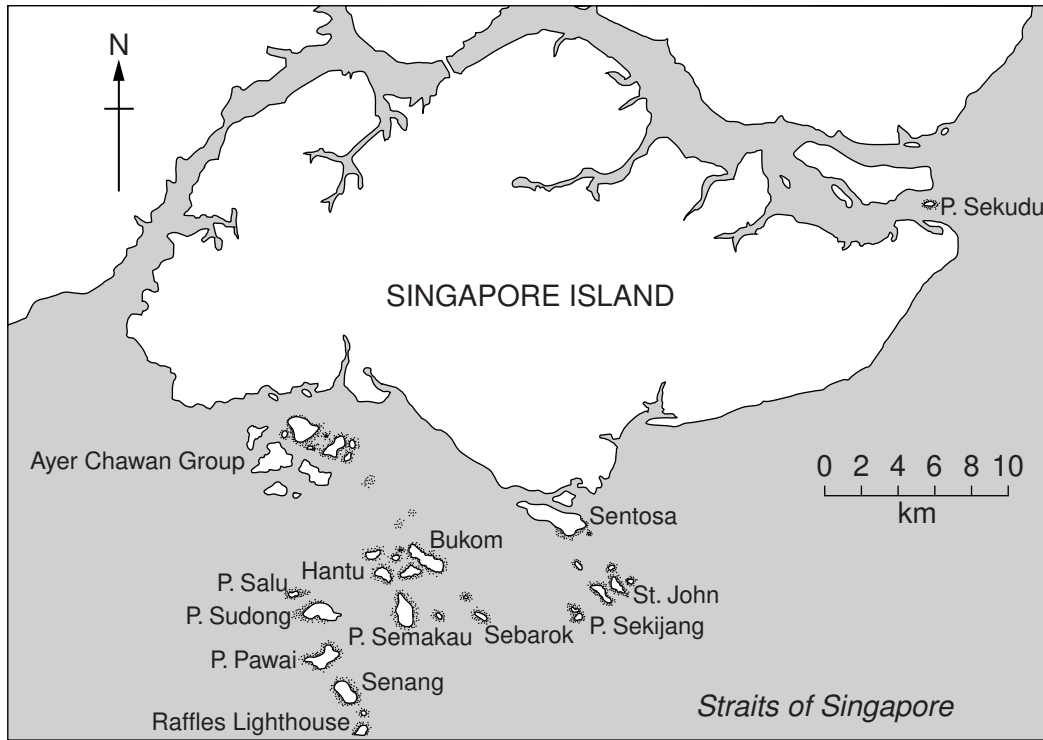 N
P. Sekudu
SINGAPORE ISLAND
Ayer Chawan Group
0 2 4 6 8 10
km
Sentosa
Bukom
Hantu
P. Salu
St. John
P. Sudong
P. Semakau
Sebarok
P. Sekijang
P. Pawai
Senang
Raffles Lighthouse
Straits of Singapore